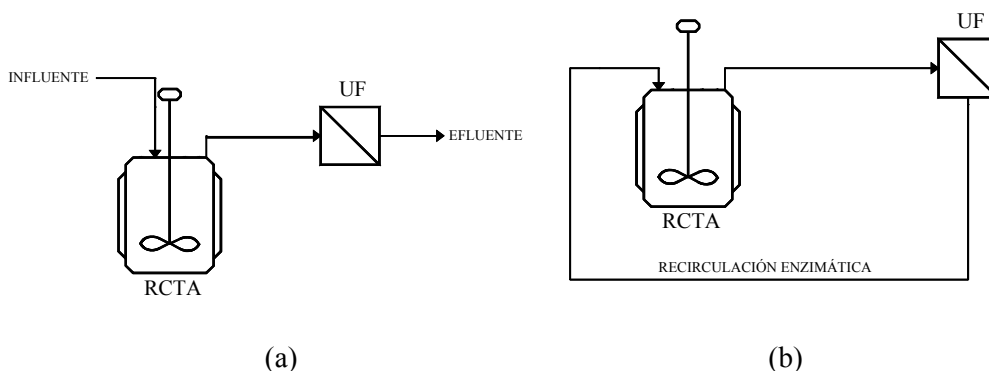 INFLUENTE
UF
EFLUENTE
RCTA
(a)
UF
RCTA
RECIRCULACIÓN ENZIMÁTICA
(b)